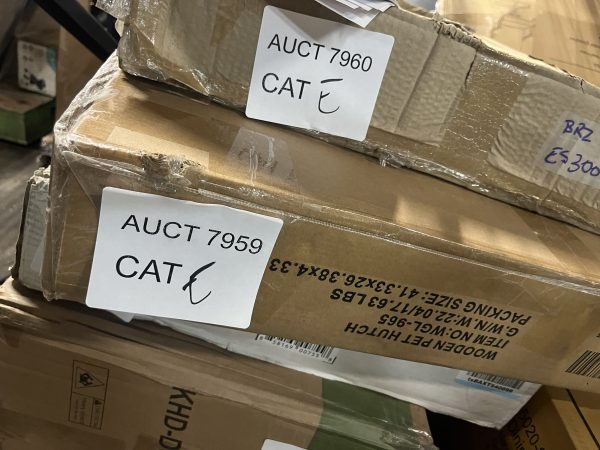 AUCT 7960
CAT E
BRZ
ES300
AUCT 7959
CAT E
WOODEN PET HUTCH
ITEM NO:WGL-965
G.W/N.W:22.04/17.63 LBS
PACKING SIZE: 41.33x26.38x4.33
KHD-D